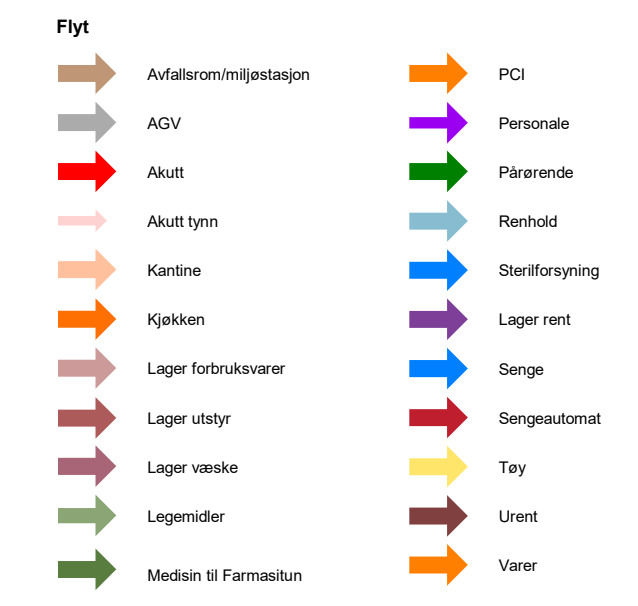 Flyt
Avfallsrom/miljøstasjon
AGV
Akutt
Akutt tynn
Kantine
Kjøkken
Lager forbruksvarer
Lager utstyr
Lager væske
Legemidler
Medisin til Farmasitun
PCI
Personale
Pårørende
Renhold
Sterilforsyning
Lager rent
Senge
Sengeautomat
Tøy
Urent
Varer